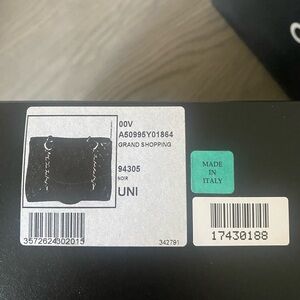 00V
A50995Y01864
GRAND SHOPPING
94305
NOIR
UNI
3572624302015
342791
MADE
IN
ITALY
17430188